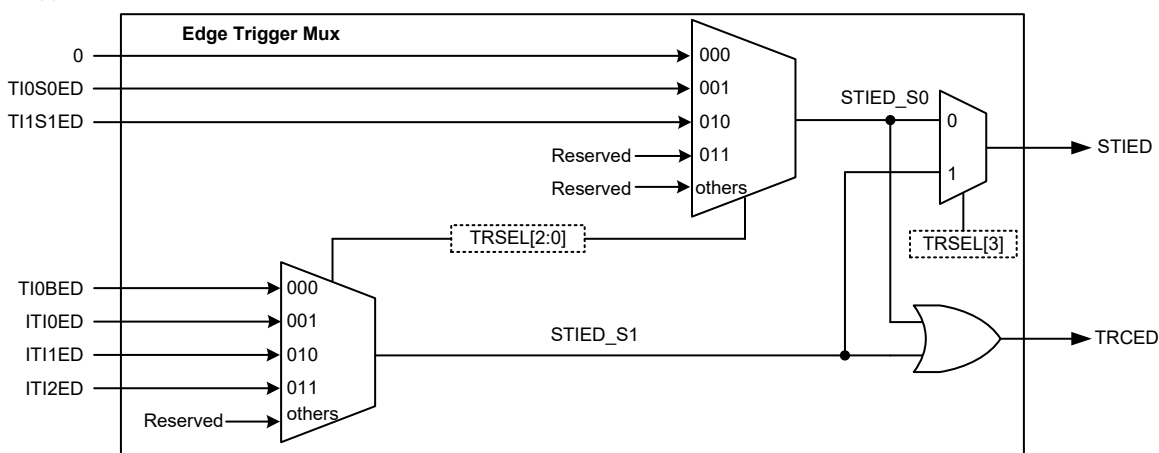 Edge Trigger Mux
0
000
TI0S0ED
001
STIED_S0
TI1S1ED
010
0
STIED
Reserved
011
1
Reserved
others
TRSEL[2:0]
TRSEL[3]
TI0BED
000
ITI0ED
001
STIED_S1
TRCED
ITI1ED
010
ITI2ED
011
Reserved
others